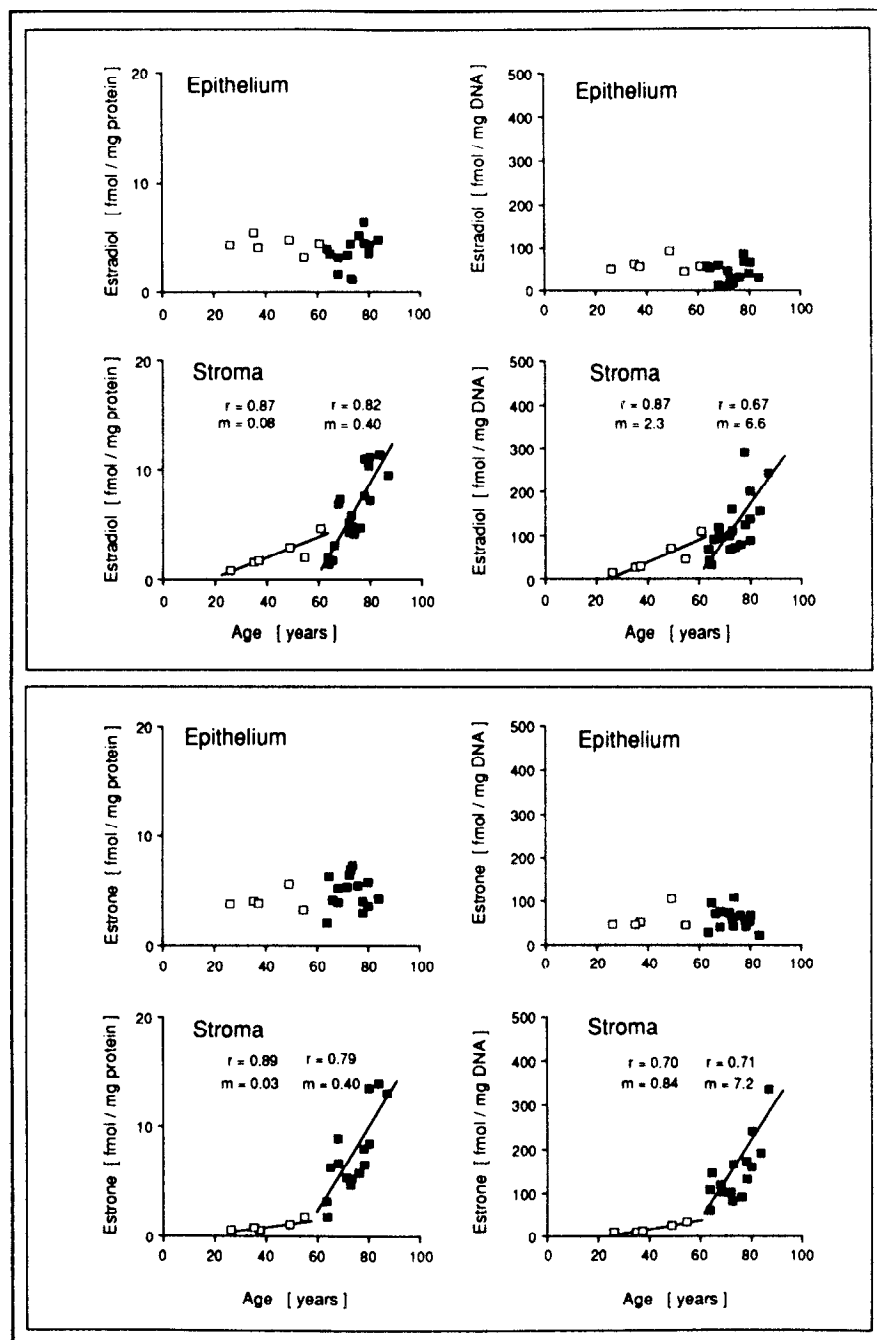 Estradiol [ fmol / mg protein ]
20
10
0
Epithelium
0 20 40 60 80 100
Estradiol [ fmol / mg DNA ]
500
400
300
200
100
0
Epithelium
0 20 40 60 80 100
Estradiol [ fmol / mg protein ]
20
10
0
Stroma
r = 0.87 r = 0.82
m = 0.08 m = 0.40
0 20 40 60 80 100
Age [ years ]
Estradiol [ fmol / mg DNA ]
500
400
300
200
100
0
Stroma
r = 0.87 r = 0.67
m = 2.3 m = 6.6
0 20 40 60 80 100
Age [ years ]
Estrone [ fmol / mg protein ]
20
10
0
Epithelium
0 20 40 60 80 100
Estrone [ fmol / mg DNA ]
500
400
300
200
100
0
Epithelium
0 20 40 60 80 100
Estrone [ fmol / mg protein ]
20
10
0
Stroma
r = 0.89 r = 0.79
m = 0.03 m = 0.40
0 20 40 60 80 100
Age [ years ]
Estrone [ fmol / mg DNA ]
500
400
300
200
100
0
Stroma
r = 0.70 r = 0.71
m = 0.84 m = 7.2
0 20 40 60 80 100
Age [ years ]